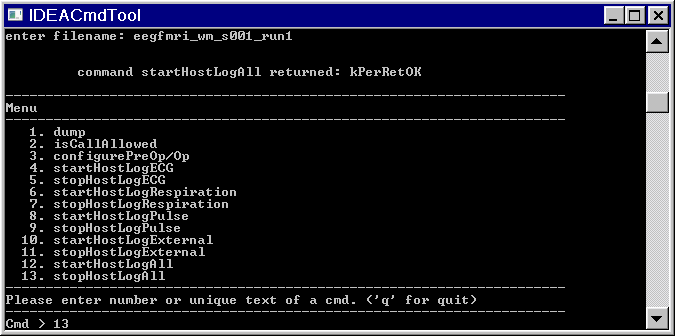 IDEACmdTool
enter filename: eegfmri_wm_s001_run1
command startHostLogAll returned: kPerRetOK
----------------------------------------------------------------------
Menu
----------------------------------------------------------------------
1. dump
2. isCallAllowed
3. configurePreOp/Op
4. startHostLogECG
5. stopHostLogECG
6. startHostLogRespiration
7. stopHostLogRespiration
8. startHostLogPulse
9. stopHostLogPulse
10. startHostLogExternal
11. stopHostLogExternal
12. startHostLogAll
13. stopHostLogAll
----------------------------------------------------------------------
Please enter number or unique text of a cmd. ('q' for quit)
----------------------------------------------------------------------
Cmd > 13